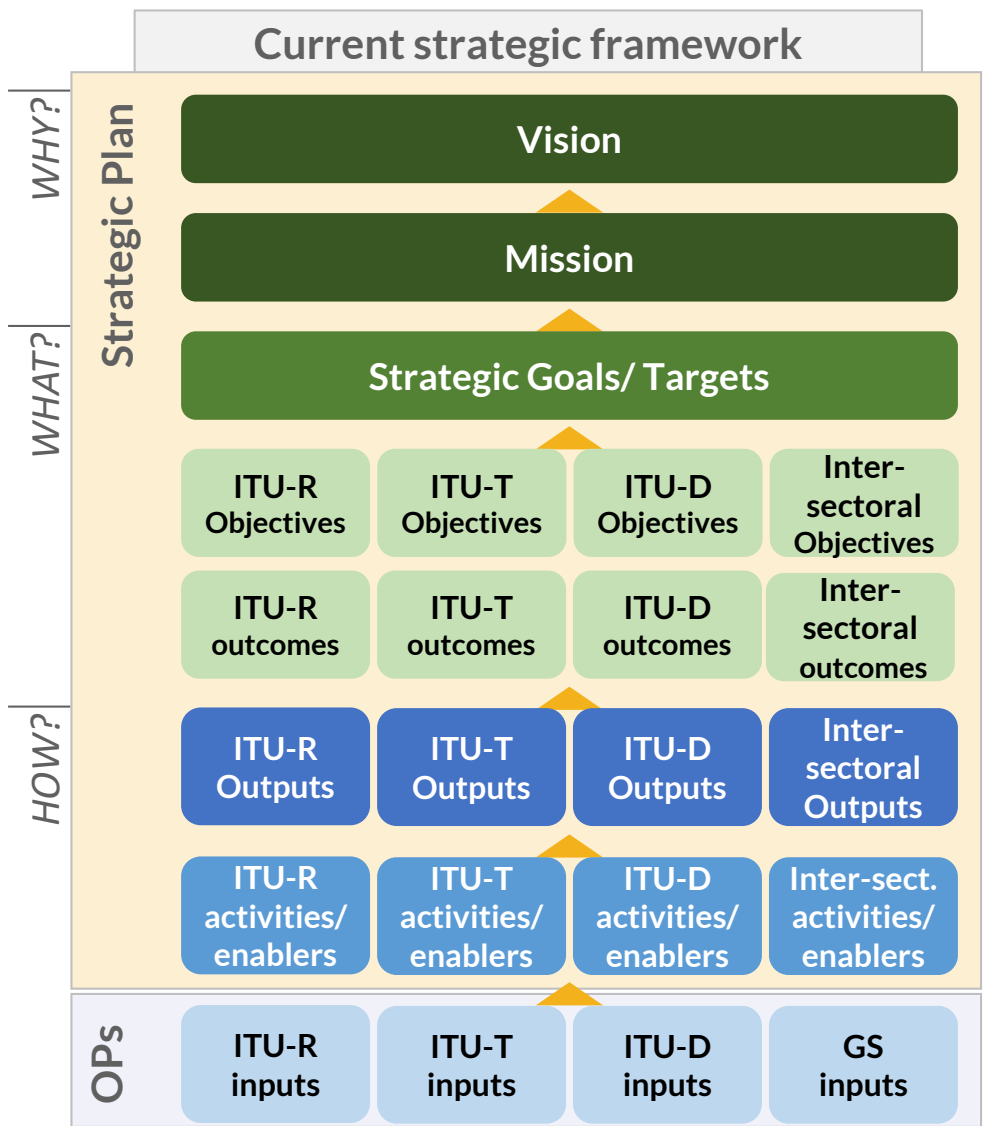 Current strategic framework
WHY?
Strategic Plan
Vision
Mission
WHAT?
Strategic Goals/ Targets
ITU-R
Objectives
ITU-T
Objectives
ITU-D
Objectives
Inter-
sectoral
Objectives
ITU-R
outcomes
ITU-T
outcomes
ITU-D
outcomes
Inter-
sectoral
outcomes
HOW?
ITU-R
Outputs
ITU-T
Outputs
ITU-D
Outputs
Inter-
sectoral
Outputs
ITU-R
activities/
enablers
ITU-T
activities/
enablers
ITU-D
activities/
enablers
Inter-sect.
activities/
enablers
OPs
ITU-R
inputs
ITU-T
inputs
ITU-D
inputs
GS
inputs